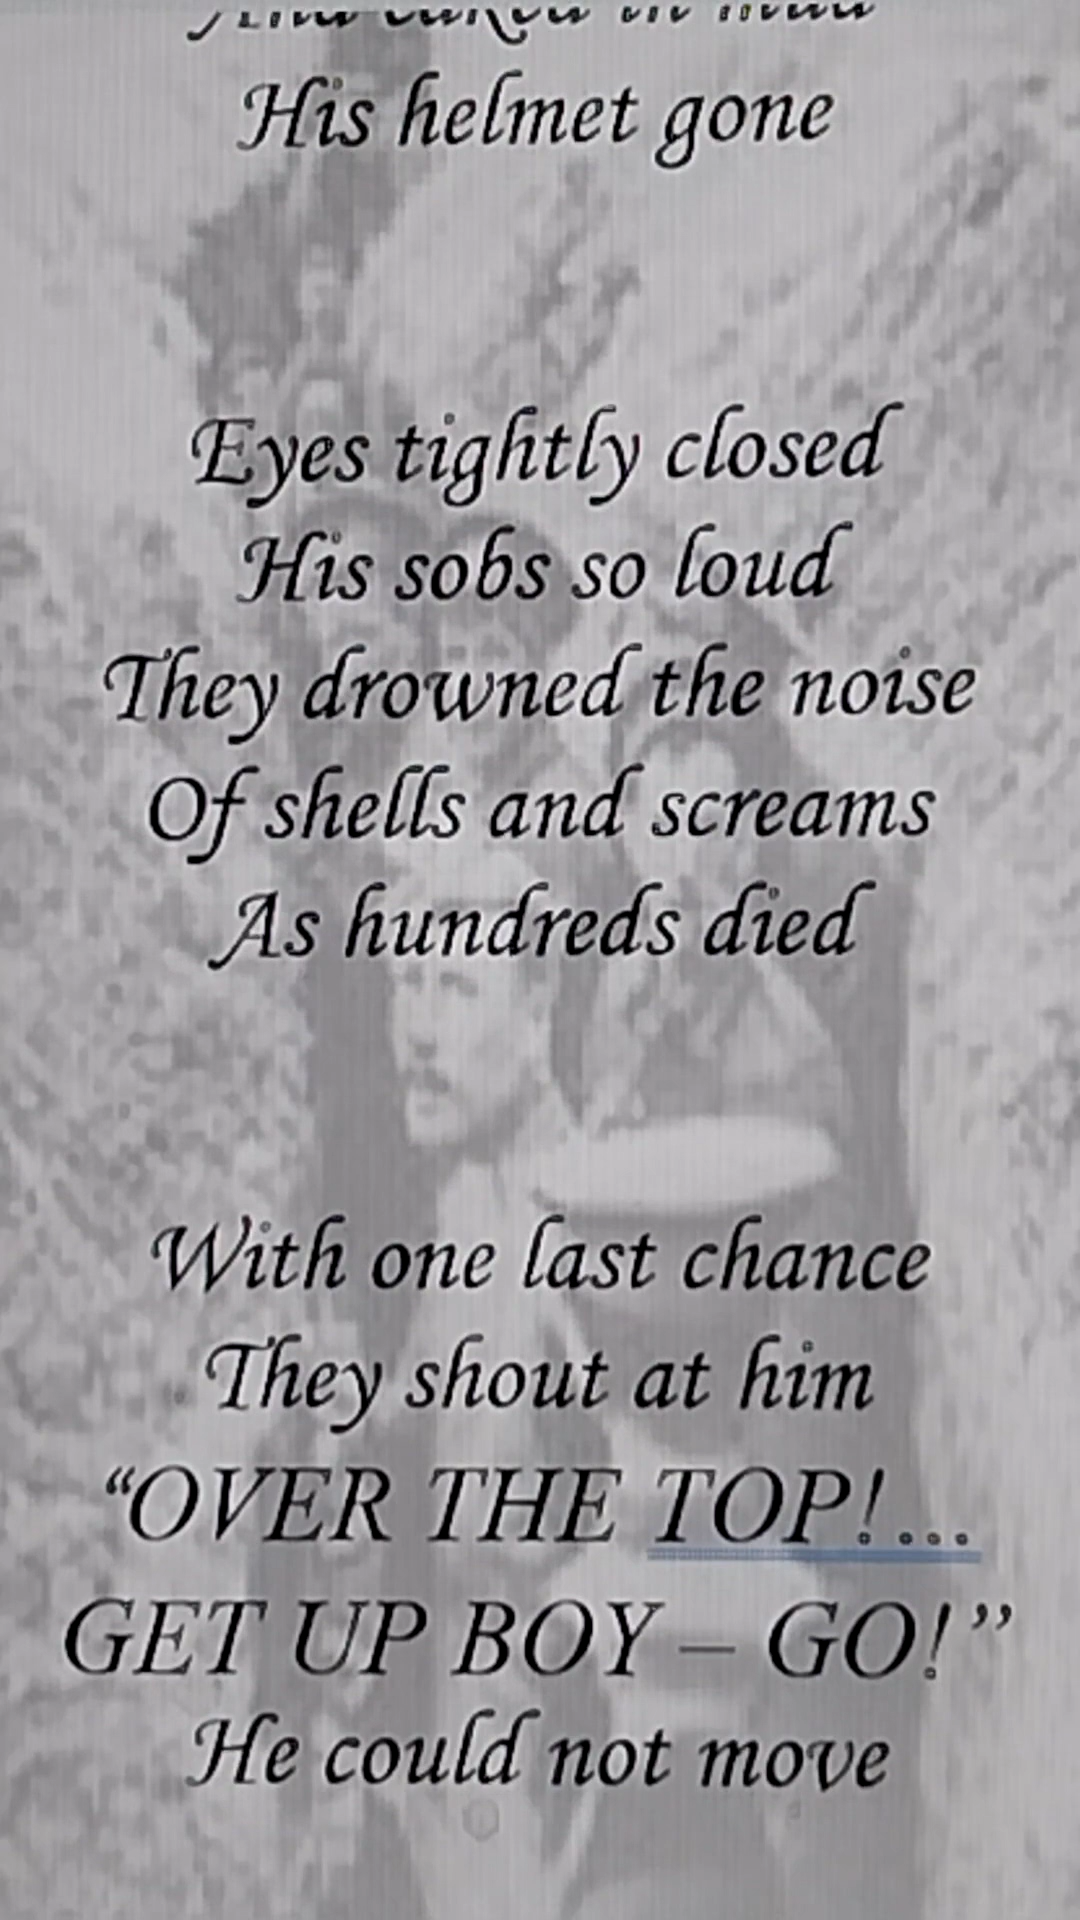 His helmet gone
Eyes tightly closed
His sobs so loud
They drowned the noise
Of shells and screams
As hundreds died
With one last chance
They shout at him
“OVER THE TOP!...
GET UP BOY – GO!”
He could not move